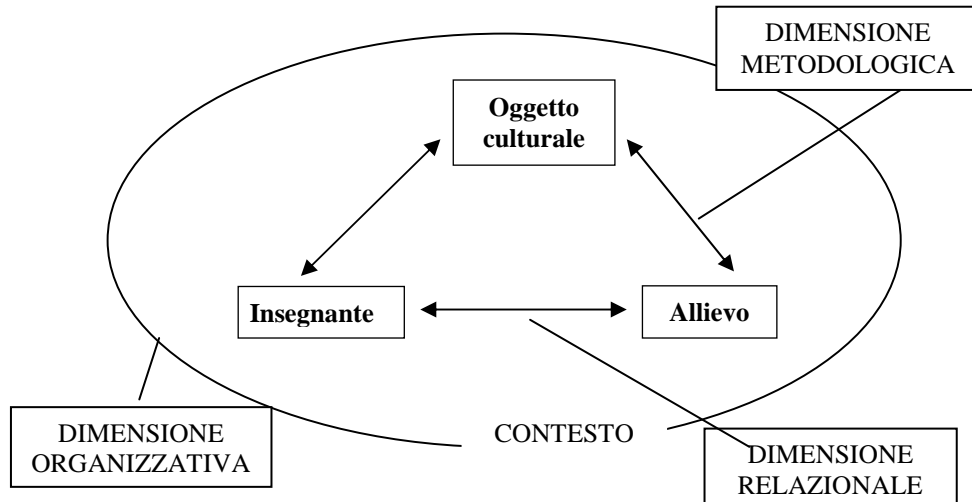 DIMENSIONE
METODOLOGICA
Oggetto
culturale
Insegnante
Allievo
DIMENSIONE
ORGANIZZATIVA
CONTESTO
DIMENSIONE
RELAZIONALE